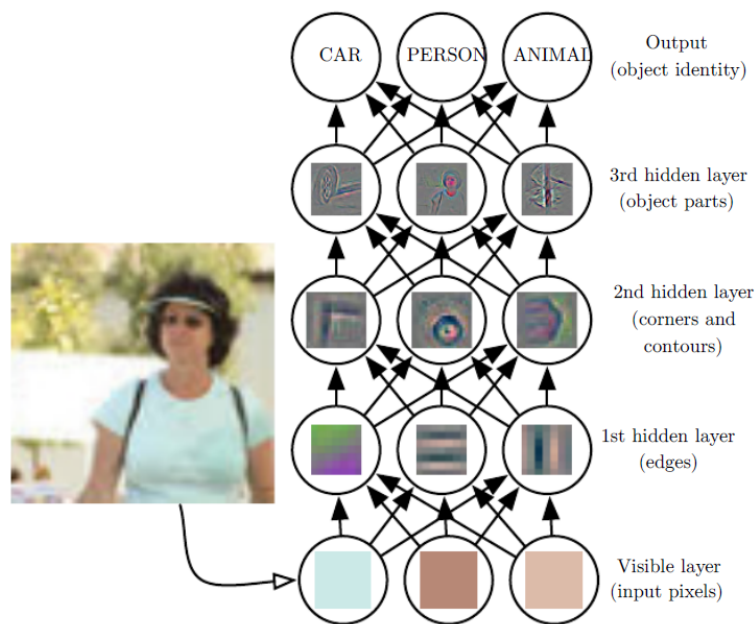 CAR
PERSON
ANIMAL
Output
(object identity)
3rd hidden layer
(object parts)
2nd hidden layer
(corners and
contours)
1st hidden layer
(edges)
Visible layer
(input pixels)